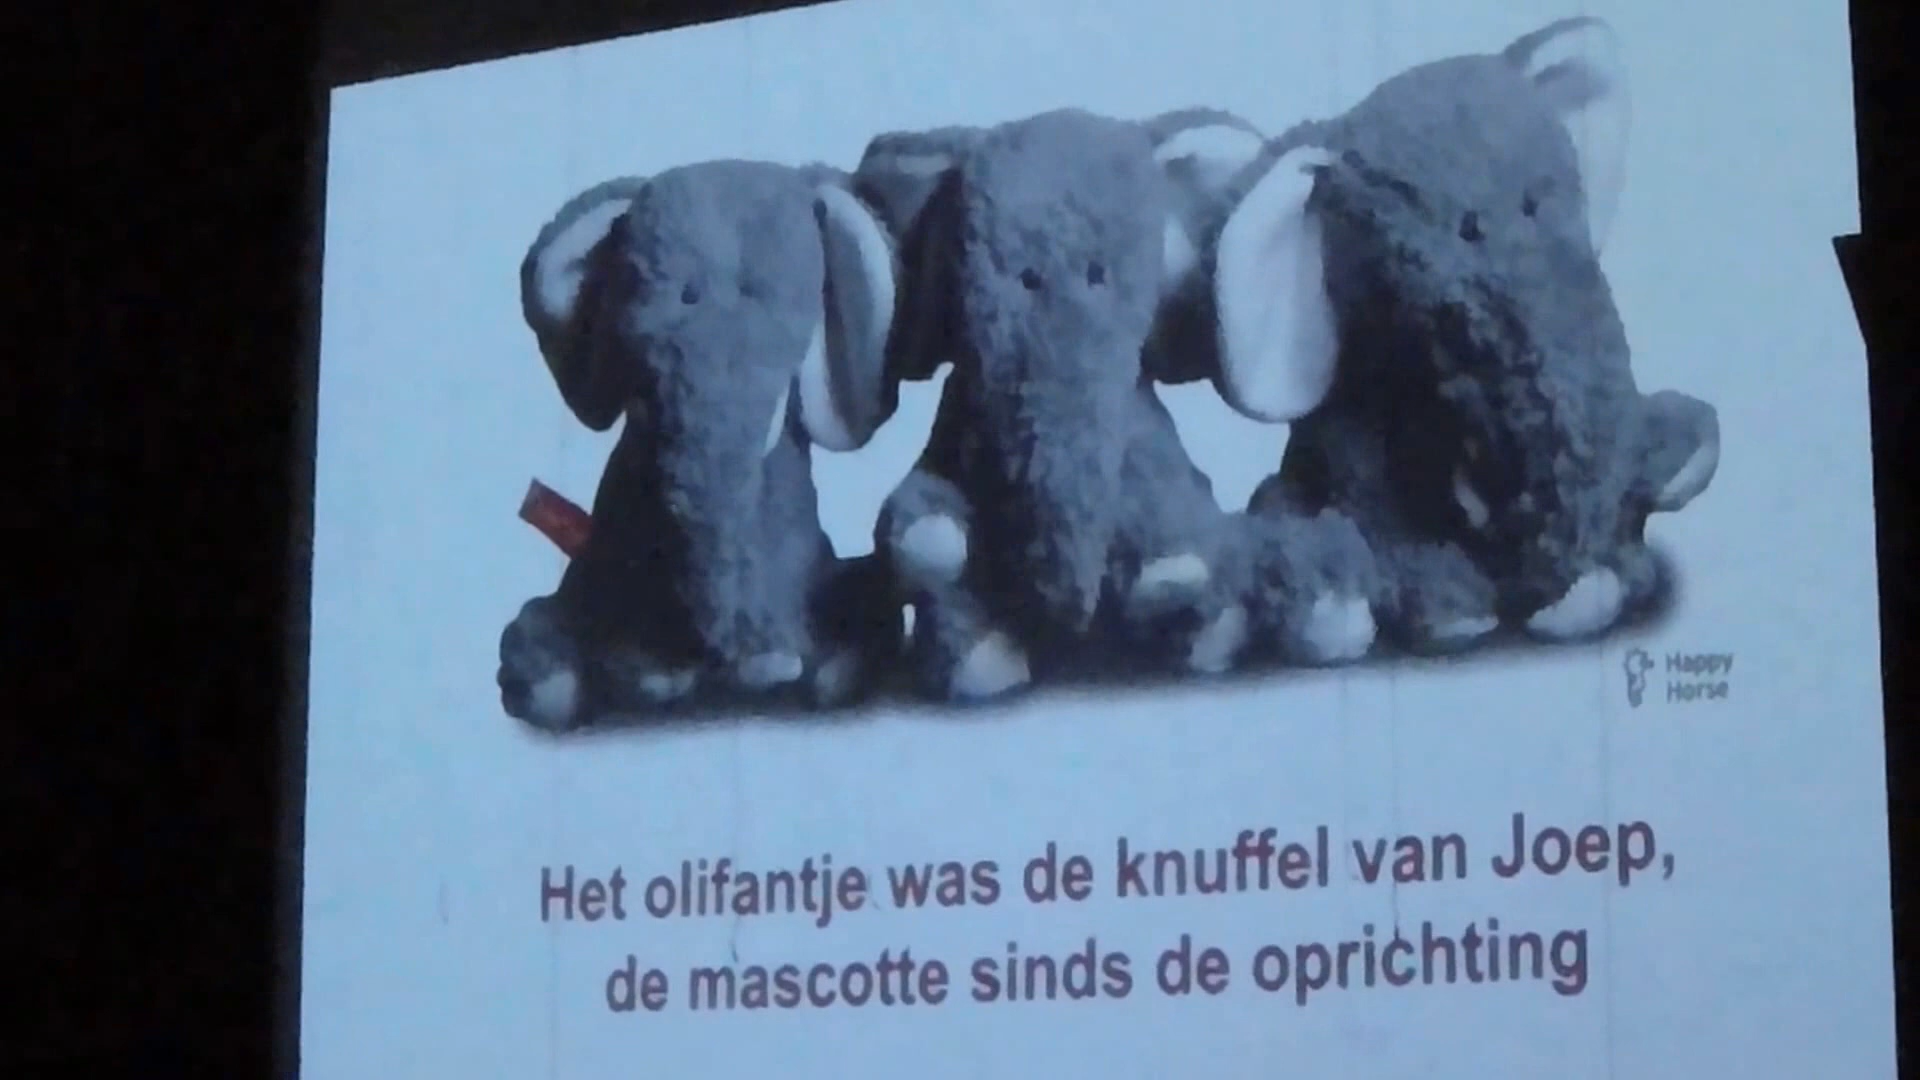 Happy
Horse
Het olifantje was de knuffel van Joep,
de mascotte sinds de oprichting